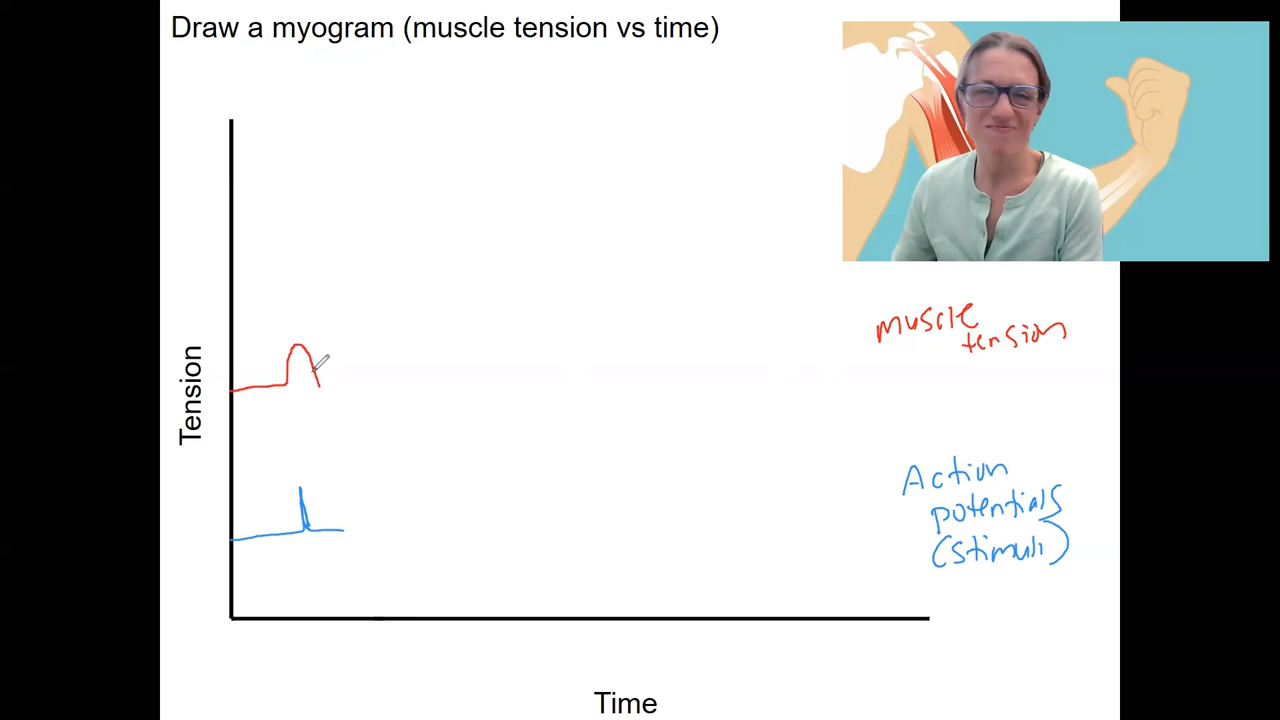 Draw a myogram (muscle tension vs time)
muscle
tension
Tension
Action
potentials
(stimuli)
Time